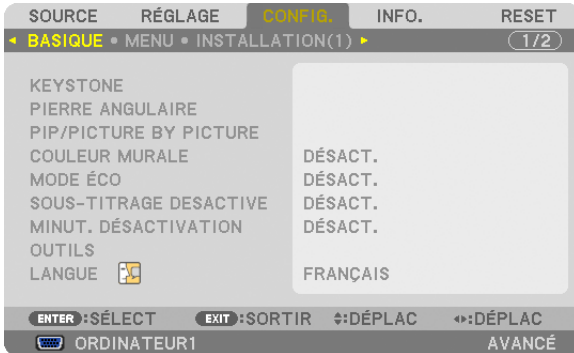 SOURCE RÉGLAGE CONFIG. INFO. RESET
BASIQUE • MENU • INSTALLATION(1) 1/2
KEYSTONE
PIERRE ANGULAIRE
PIP/PICTURE BY PICTURE
COULEUR MURALE DÉSACT.
MODE ÉCO DÉSACT.
SOUS-TITRAGE DESACTIVE DÉSACT.
MINUT. DÉSACTIVATION DÉSACT.
OUTILS
LANGUE FRANÇAIS
ENTER :SÉLECT EXIT :SORTIR :DÉPLAC :DÉPLAC
ORDINATEUR1 AVANCÉ